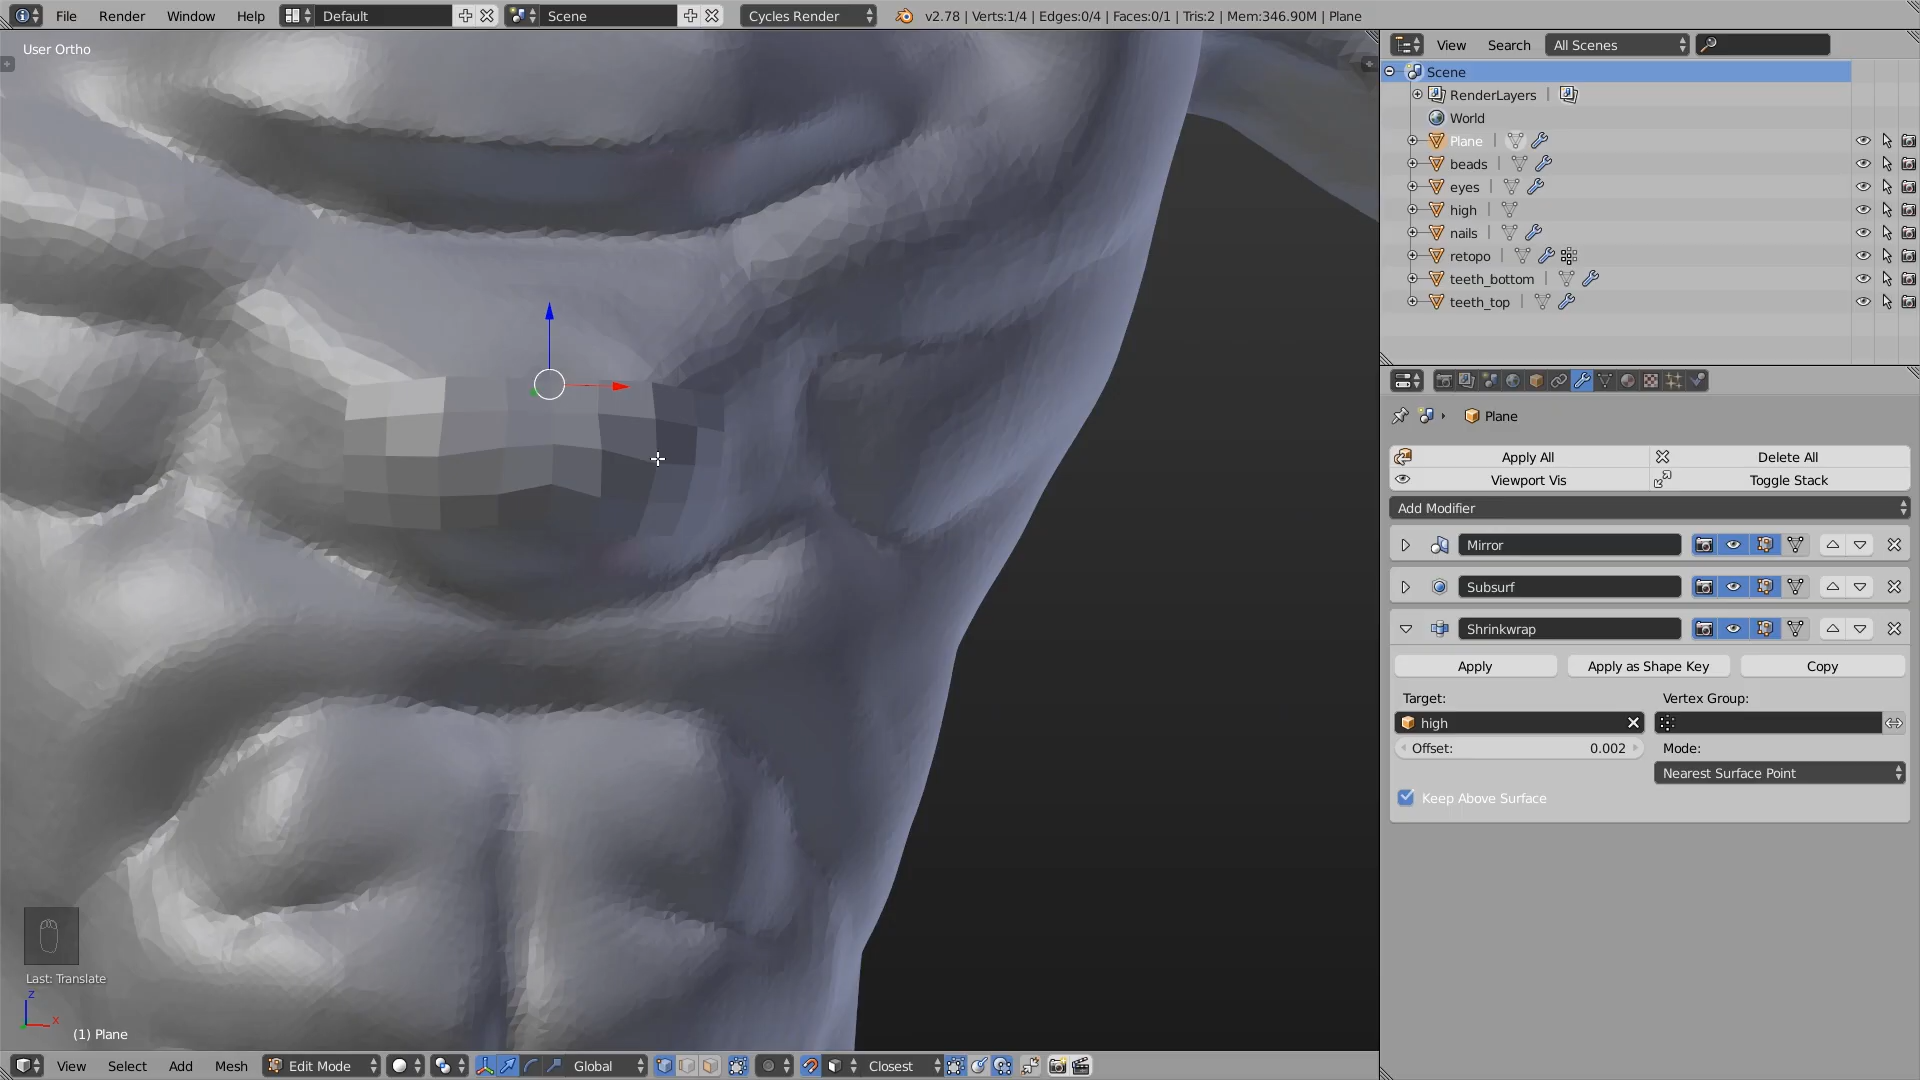 File Render Window Help Default Scene Cycles Render v2.78 | Verts:1/4 | Edges:0/4 | Faces:0/1 | Tris:2 | Mem:346.90M | Plane
User Ortho
View Search All Scenes
Scene
RenderLayers
World
Plane
beads
eyes
high
nails
retopo
teeth_bottom
teeth_top
Plane
Apply All Delete All
Viewport Vis Toggle Stack
Add Modifier
Mirror
Subsurf
Shrinkwrap
Apply Apply as Shape Key Copy
Target: Vertex Group:
high
Offset: 0.002 Mode:
Nearest Surface Point
Keep Above Surface
Last: Translate
z
x
(1) Plane
View Select Add Mesh Edit Mode Global Closest